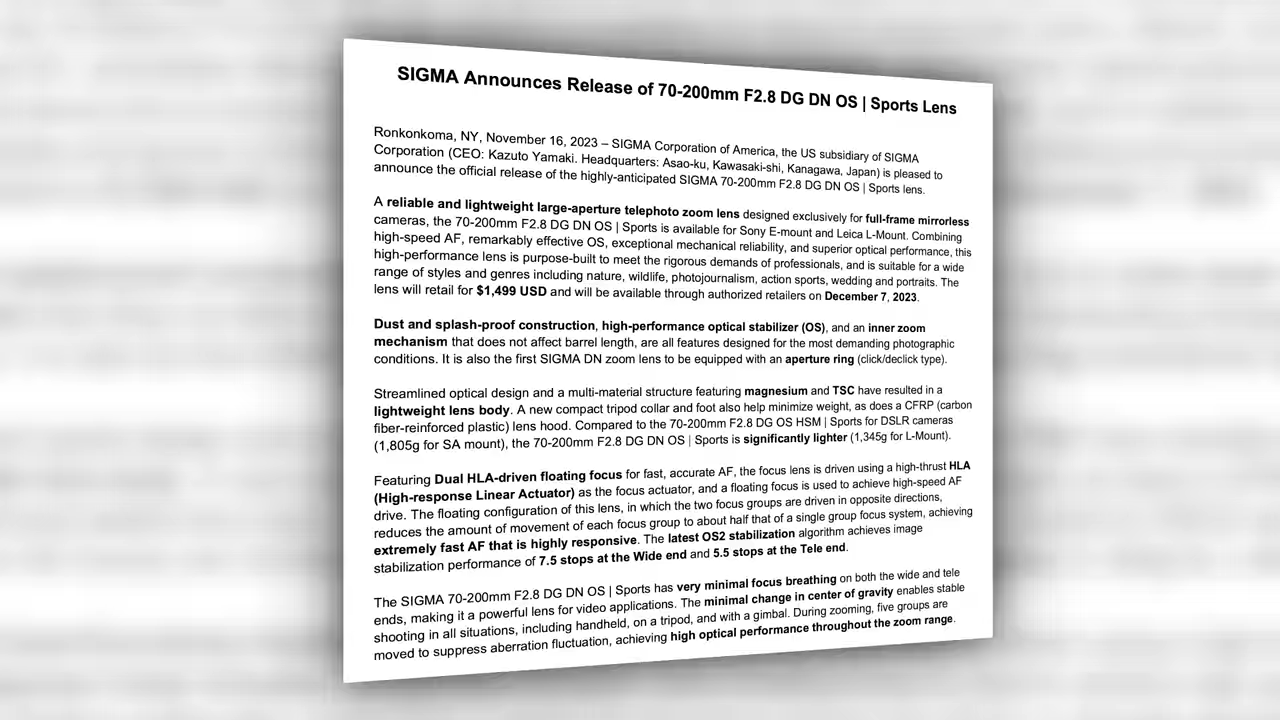 SIGMA Announces Release of 70-200mm F2.8 DG DN OS | Sports Lens
Ronkonkoma, NY, November 16, 2023 – SIGMA Corporation of America, the US subsidiary of SIGMA
Corporation (CEO: Kazuto Yamaki. Headquarters: Asao-ku, Kawasaki-shi, Kanagawa, Japan) is pleased to
announce the official release of the highly-anticipated SIGMA 70-200mm F2.8 DG DN OS | Sports lens.
A reliable and lightweight large-aperture telephoto zoom lens designed exclusively for full-frame mirrorless
cameras, the 70-200mm F2.8 DG DN OS | Sports is available for Sony E-mount and Leica L-Mount. Combining
high-speed AF, remarkably effective OS, exceptional mechanical reliability, and superior optical performance, this
high-performance lens is purpose-built to meet the rigorous demands of professionals, and is suitable for a wide
range of styles and genres including nature, wildlife, photojournalism, action sports, wedding and portraits. The
lens will retail for $1,499 USD and will be available through authorized retailers on December 7, 2023.
Dust and splash-proof construction, high-performance optical stabilizer (OS), and an inner zoom
mechanism that does not affect barrel length, are all features designed for the most demanding photographic
conditions. It is also the first SIGMA DN zoom lens to be equipped with an aperture ring (click/declick type).
Streamlined optical design and a multi-material structure featuring magnesium and TSC have resulted in a
lightweight lens body. A new compact tripod collar and foot also help minimize weight, as does a CFRP (carbon
fiber-reinforced plastic) lens hood. Compared to the 70-200mm F2.8 DG OS HSM | Sports for DSLR cameras
(1,805g for SA mount), the 70-200mm F2.8 DG DN OS | Sports is significantly lighter (1,345g for L-Mount).
Featuring Dual HLA-driven floating focus for fast, accurate AF, the focus lens is driven using a high-thrust HLA
(High-response Linear Actuator) as the focus actuator, and a floating focus is used to achieve high-speed AF
drive. The floating configuration of this lens, in which the two focus groups are driven in opposite directions,
reduces the amount of movement of each focus group to about half that of a single group focus system, achieving
extremely fast AF that is highly responsive. The latest OS2 stabilization algorithm achieves image
stabilization performance of 7.5 stops at the Wide end and 5.5 stops at the Tele end.
The SIGMA 70-200mm F2.8 DG DN OS | Sports has very minimal focus breathing on both the wide and tele
ends, making it a powerful lens for video applications. The minimal change in center of gravity enables stable
shooting in all situations, including handheld, on a tripod, and with a gimbal. During zooming, five groups are
moved to suppress aberration fluctuation, achieving high optical performance throughout the zoom range.